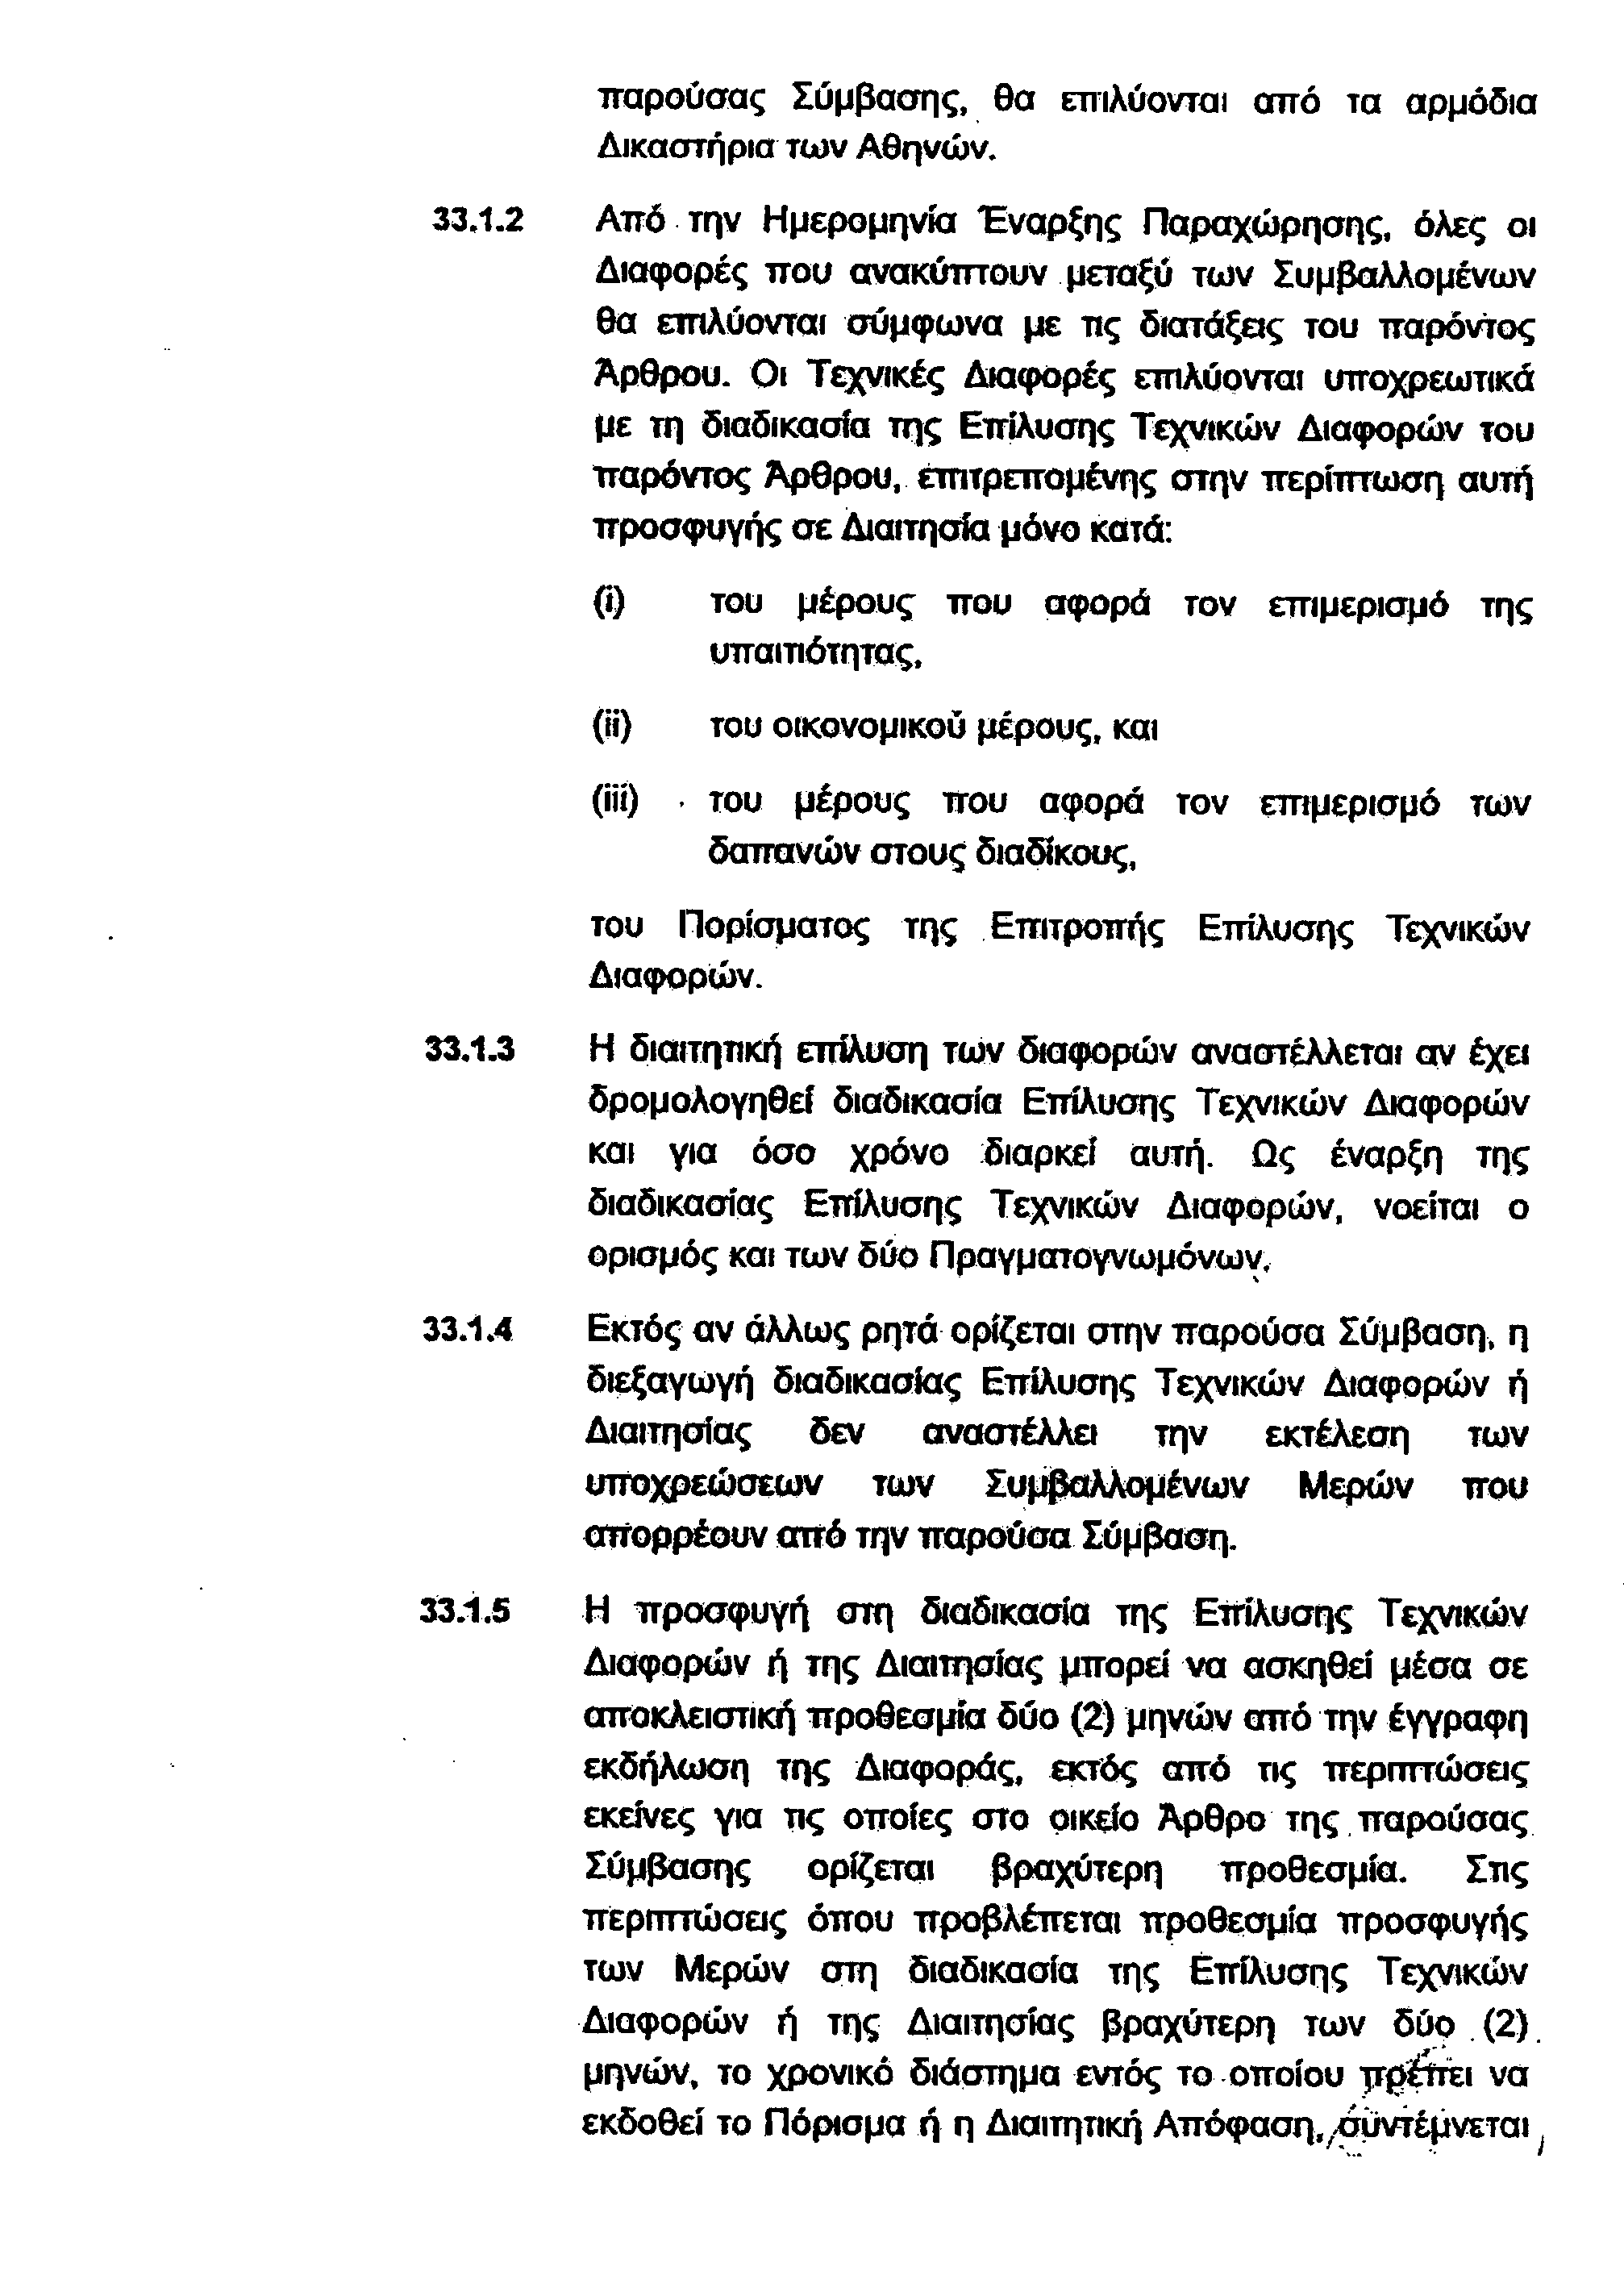 παρούσας Σύμβασης, θα επιλύονται από τα αρμόδια
Δικαστήρια των Αθηνών.
33.1.2 Από την Ημερομηνία Έναρξης Παραχώρησης, όλες οι
Διαφορές που ανακύπτουν μεταξύ των Συμβαλλομένων
θα επιλύονται σύμφωνα με τις διατάξεις του παρόντος
Άρθρου. Οι Τεχνικές Διαφορές επιλύονται υποχρεωτικά
με τη διαδικασία της Επίλυσης Τεχνικών Διαφορών του
παρόντος Άρθρου, επιτρεπομένης στην περίπτωση αυτή
προσφυγής σε Διαιτησία μόνο κατά:
(i) του μέρους που αφορά τον επιμερισμό της
υπαιτιότητας,
(ii) του οικονομικού μέρους, και
(iii) του μέρους που αφορά τον επιμερισμό των
δαπανών στους διαδίκους,
του Πορίσματος της Επιτροπής Επίλυσης Τεχνικών
Διαφορών.
33.1.3 Η διαιτητική επίλυση των διαφορών αναστέλλεται αν έχει
δρομολογηθεί διαδικασία Επίλυσης Τεχνικών Διαφορών
και για όσο χρόνο διαρκεί αυτή. Ως έναρξη της
διαδικασίας Επίλυσης Τεχνικών Διαφορών, νοείται ο
ορισμός και των δύο Πραγματογνωμόνων.
33.1.4 Εκτός αν άλλως ρητά ορίζεται στην παρούσα Σύμβαση, η
διεξαγωγή διαδικασίας Επίλυσης Τεχνικών Διαφορών ή
Διαιτησίας δεν αναστέλλει την εκτέλεση των
υποχρεώσεων των Συμβαλλομένων Μερών που
απορρέουν από την παρούσα Σύμβαση.
33.1.5 Η προσφυγή στη διαδικασία της Επίλυσης Τεχνικών
Διαφορών ή της Διαιτησίας μπορεί να ασκηθεί μέσα σε
αποκλειστική προθεσμία δύο (2) μηνών από την έγγραφη
εκδήλωση της Διαφοράς, εκτός από τις περιπτώσεις
εκείνες για τις οποίες στο οικείο Άρθρο της παρούσας
Σύμβασης ορίζεται βραχύτερη προθεσμία. Στις
περιπτώσεις όπου προβλέπεται προθεσμία προσφυγής
των Μερών στη διαδικασία της Επίλυσης Τεχνικών
Διαφορών ή της Διαιτησίας βραχύτερη των δύο (2)
μηνών, το χρονικό διάστημα εντός το οποίου πρέπει να
εκδοθεί το Πόρισμα ή η Διαιτητική Απόφαση, συντέμνεται